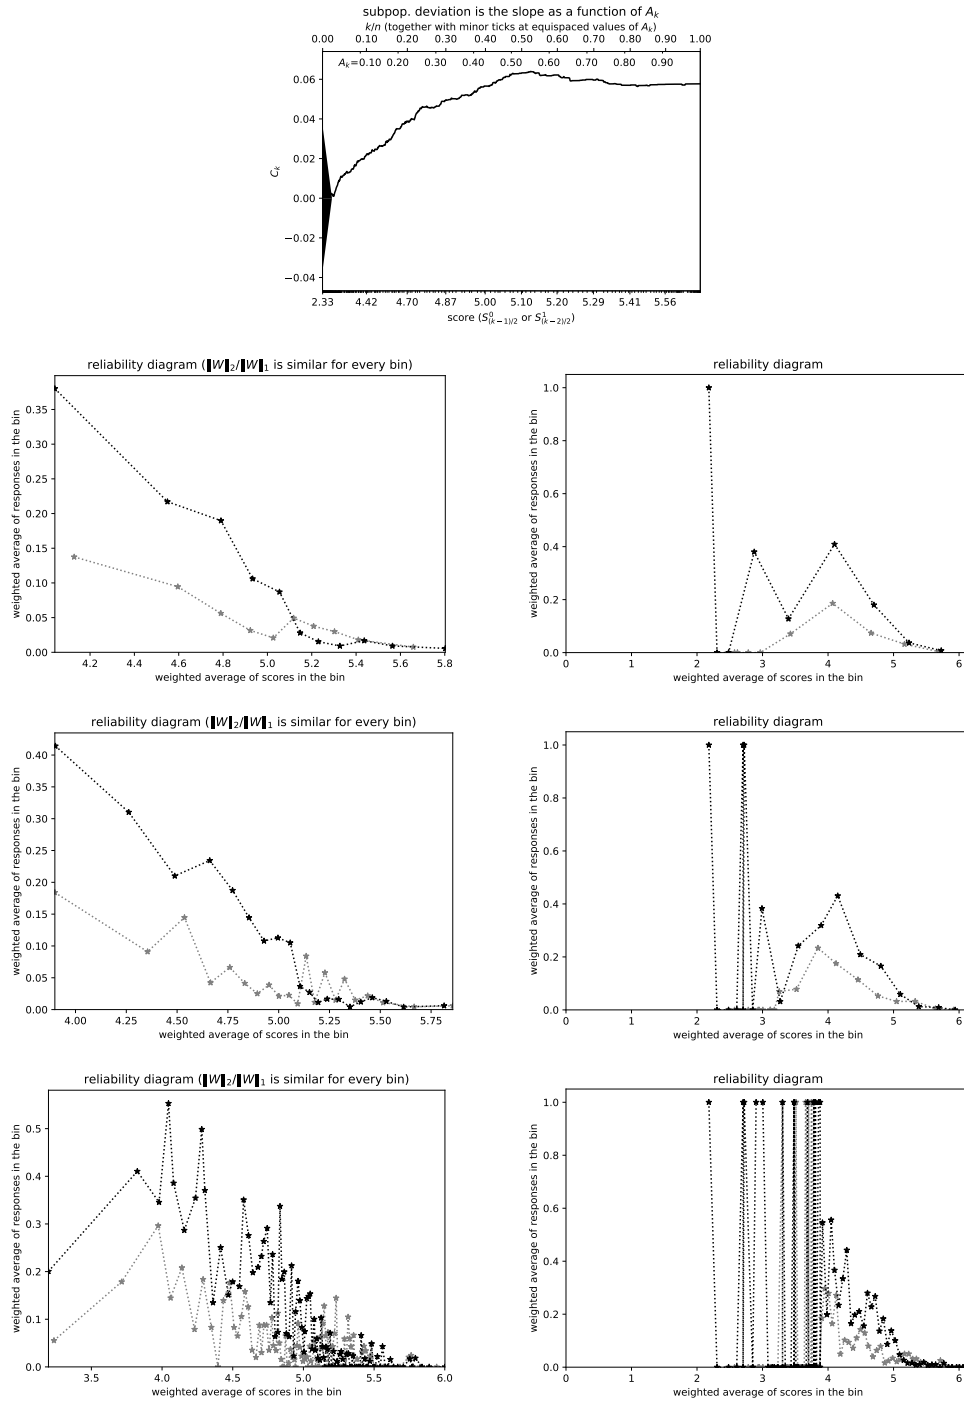 subpop. deviation is the slope as a function of A_k
k/n (together with minor ticks at equispaced values of A_k)
0.00 0.10 0.20 0.30 0.40 0.50 0.60 0.70 0.80 0.90 1.00
A_k=0.10 0.20 0.30 0.40 0.50 0.60 0.70 0.80 0.90
0.06
0.04
0.02
0.00
−0.02
−0.04
C_k
2.33 4.42 4.70 4.87 5.00 5.10 5.20 5.29 5.41 5.56
score (S^0_{(k−1)/2} or S^1_{(k−2)/2})
reliability diagram (‖W‖_2/‖W‖_1 is similar for every bin)
weighted average of responses in the bin
0.35
0.30
0.25
0.20
0.15
0.10
0.05
0.00
4.2 4.4 4.6 4.8 5.0 5.2 5.4 5.6 5.8
weighted average of scores in the bin
reliability diagram
weighted average of responses in the bin
1.0
0.8
0.6
0.4
0.2
0.0
0 1 2 3 4 5 6
weighted average of scores in the bin
reliability diagram (‖W‖_2/‖W‖_1 is similar for every bin)
weighted average of responses in the bin
0.40
0.35
0.30
0.25
0.20
0.15
0.10
0.05
0.00
4.00 4.25 4.50 4.75 5.00 5.25 5.50 5.75
weighted average of scores in the bin
reliability diagram
weighted average of responses in the bin
1.0
0.8
0.6
0.4
0.2
0.0
0 1 2 3 4 5 6
weighted average of scores in the bin
reliability diagram (‖W‖_2/‖W‖_1 is similar for every bin)
weighted average of responses in the bin
0.5
0.4
0.3
0.2
0.1
0.0
3.5 4.0 4.5 5.0 5.5 6.0
weighted average of scores in the bin
reliability diagram
weighted average of responses in the bin
1.0
0.8
0.6
0.4
0.2
0.0
0 1 2 3 4 5 6
weighted average of scores in the bin